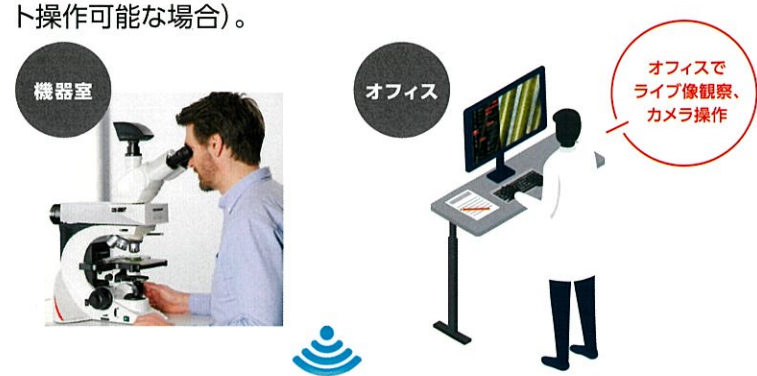 ト操作可能な場合）。
機器室
オフィス
オフィスで
ライブ像観察、
カメラ操作